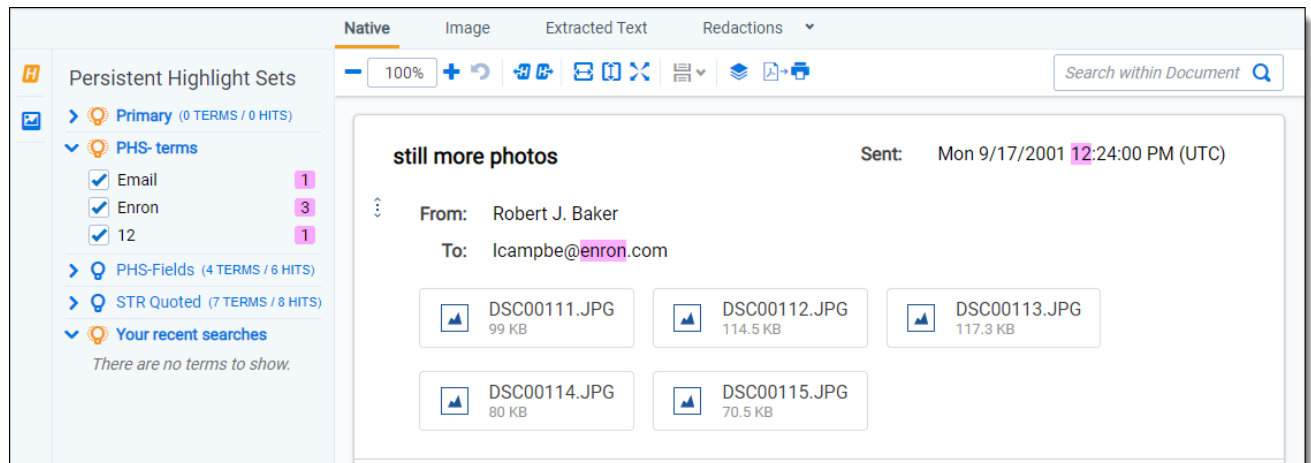 Native Image Extracted Text Redactions
H Persistent Highlight Sets
100%
Search within Document
Primary (0 TERMS / 0 HITS)
PHS- terms
Email 1
Enron 3
12 1
PHS-Fields (4 TERMS / 6 HITS)
STR Quoted (7 TERMS / 8 HITS)
Your recent searches
There are no terms to show.
still more photos
Sent: Mon 9/17/2001 12:24:00 PM (UTC)
From: Robert J. Baker
To: lcampbe@enron.com
DSC00111.JPG
99 KB
DSC00112.JPG
114.5 KB
DSC00113.JPG
117.3 KB
DSC00114.JPG
80 KB
DSC00115.JPG
70.5 KB